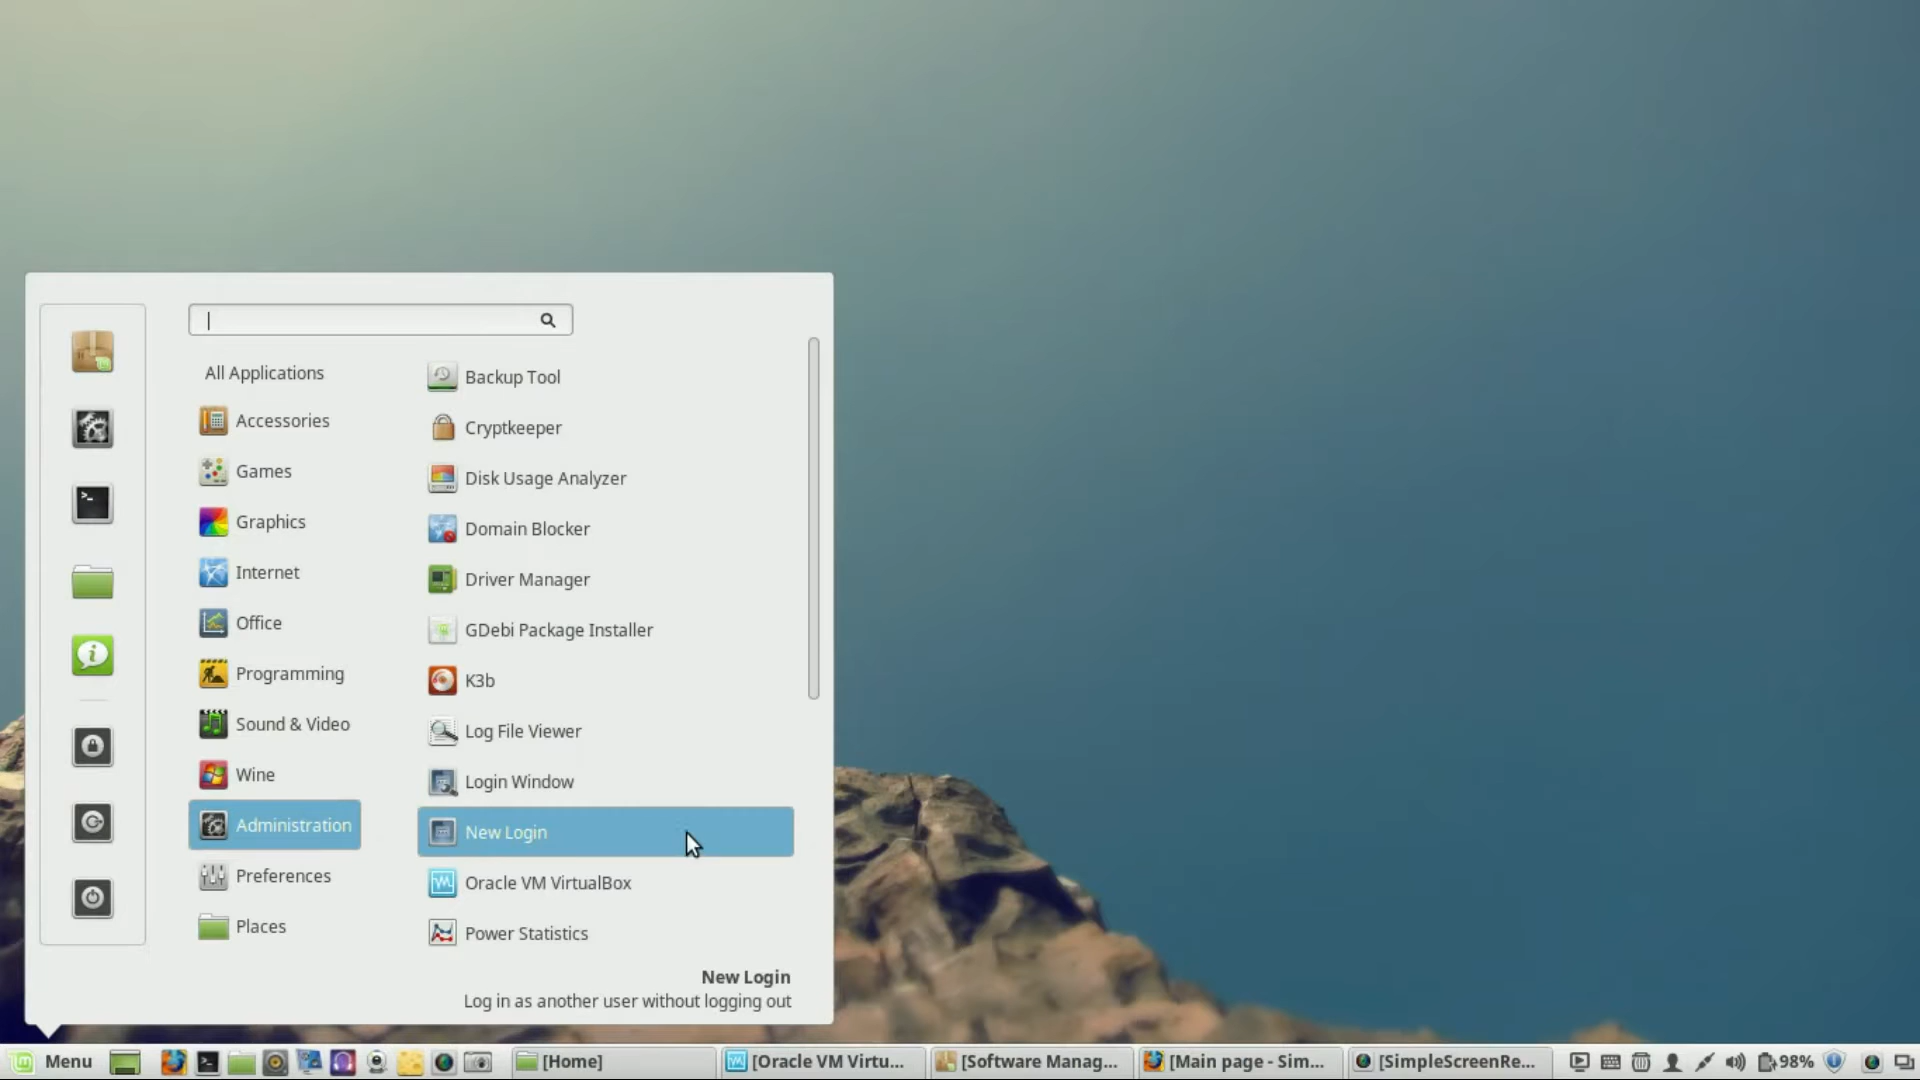 All Applications
Accessories
Games
Graphics
Internet
Office
Programming
Sound & Video
Wine
Administration
Preferences
Places
Backup Tool
Cryptkeeper
Disk Usage Analyzer
Domain Blocker
Driver Manager
GDebi Package Installer
K3b
Log File Viewer
Login Window
New Login
Oracle VM VirtualBox
Power Statistics
New Login
Log in as another user without logging out
Menu
[Home]
[Oracle VM Virtu...
[Software Manag...
[Main page - Sim...
[SimpleScreenRe...
98%